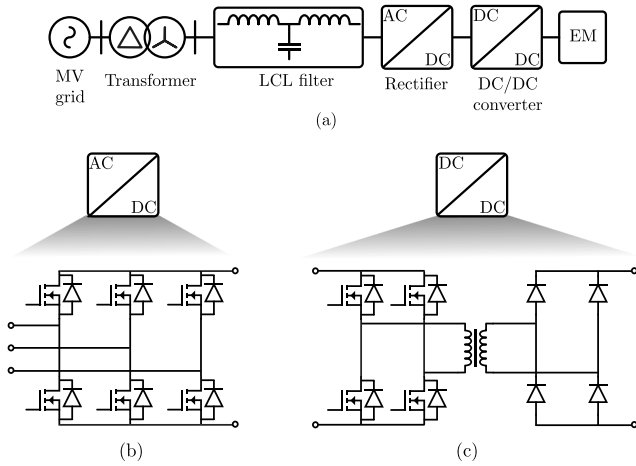 AC
DC
DC
DC
EM
MV
grid
Transformer
LCL filter
Rectifier
DC/DC
converter
(a)
AC
DC
DC
DC
(b)
(c)